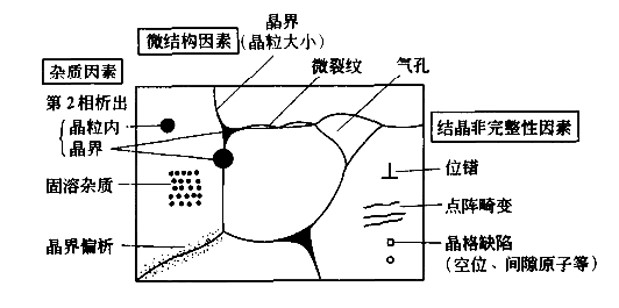 晶界
微结构因素
(晶粒大小)
微裂纹
气孔
杂质因素
第2相析出
晶粒内
晶界
固溶杂质
晶界偏析
结晶非完整性因素
位错
点阵畸变
晶格缺陷
(空位、间隙原子等)